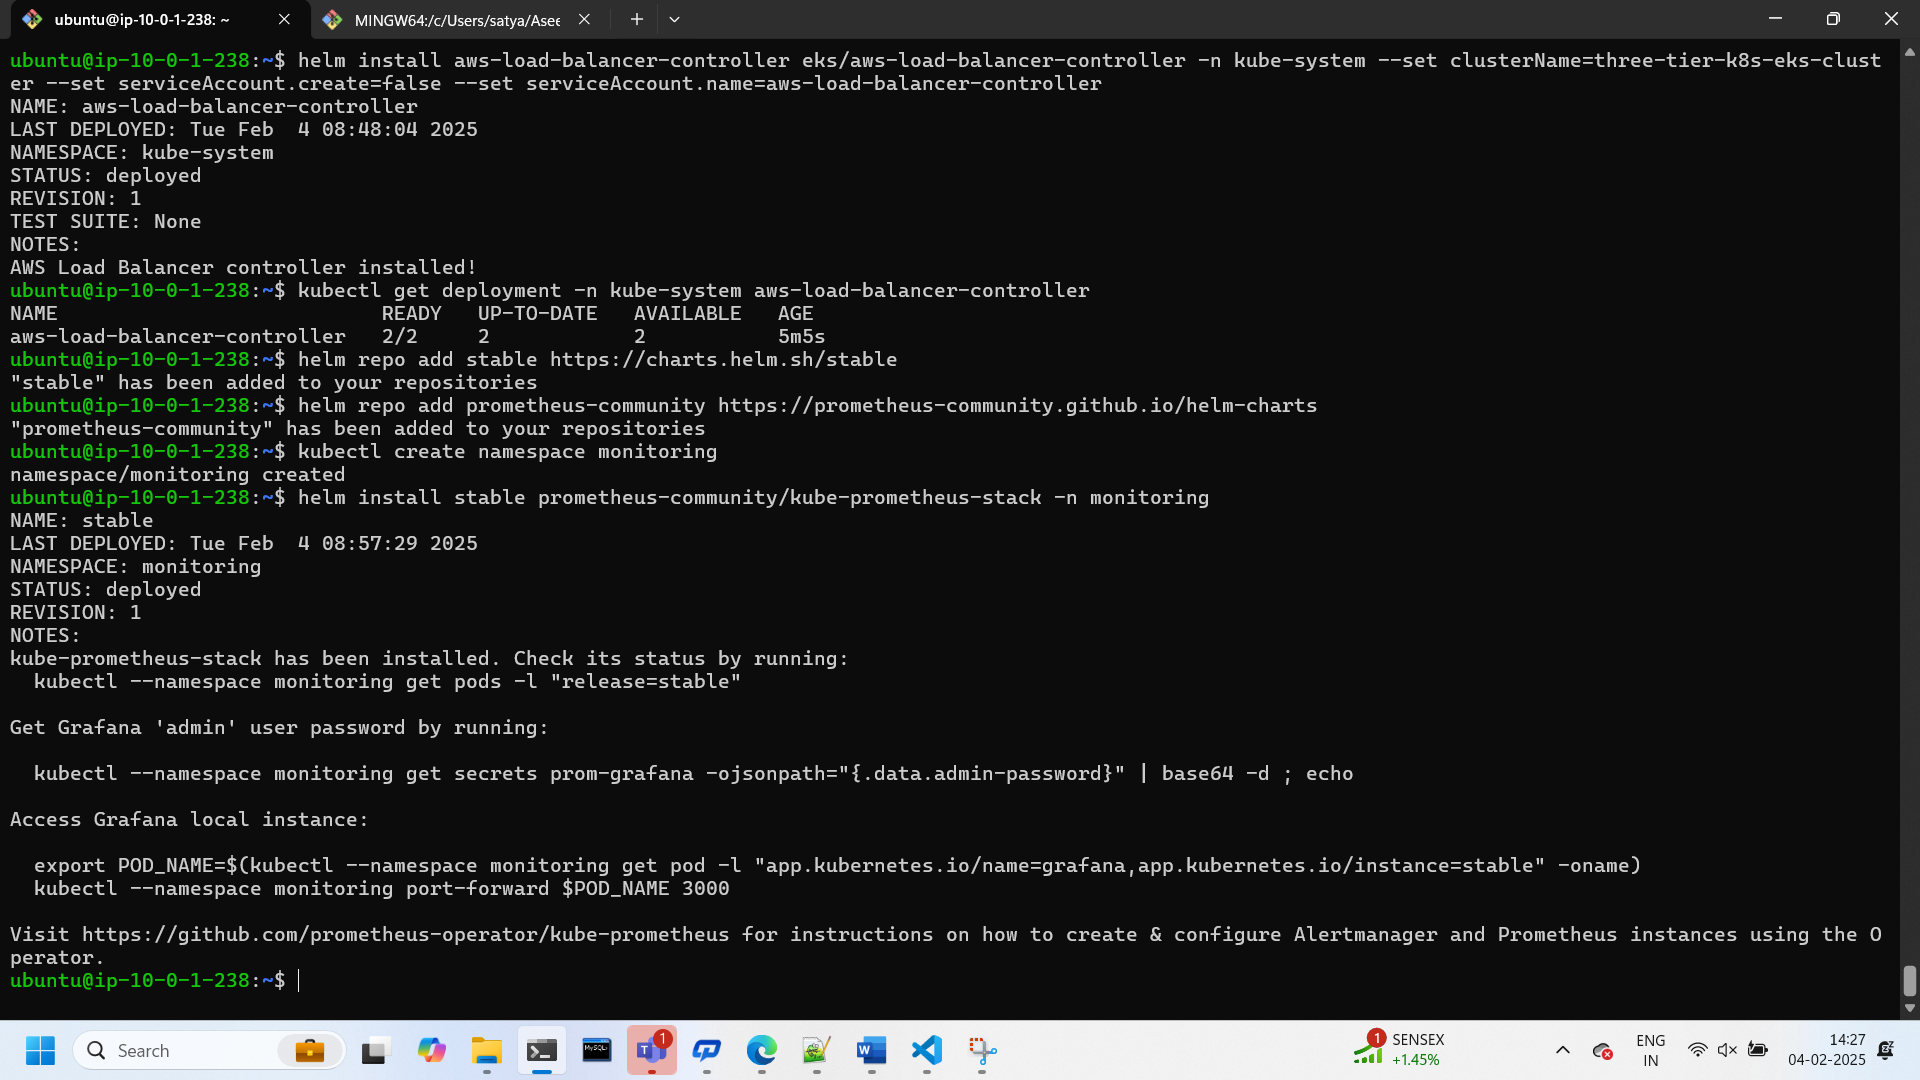 ubuntu@ip-10-0-1-238: ~
MINGW64:/c/Users/satya/Asee
ubuntu@ip-10-0-1-238:~$ helm install aws-load-balancer-controller eks/aws-load-balancer-controller -n kube-system --set clusterName=three-tier-k8s-eks-clust
er --set serviceAccount.create=false --set serviceAccount.name=aws-load-balancer-controller
NAME: aws-load-balancer-controller
LAST DEPLOYED: Tue Feb  4 08:48:04 2025
NAMESPACE: kube-system
STATUS: deployed
REVISION: 1
TEST SUITE: None
NOTES:
AWS Load Balancer controller installed!
ubuntu@ip-10-0-1-238:~$ kubectl get deployment -n kube-system aws-load-balancer-controller
NAME                           READY   UP-TO-DATE   AVAILABLE   AGE
aws-load-balancer-controller   2/2     2            2           5m5s
ubuntu@ip-10-0-1-238:~$ helm repo add stable https://charts.helm.sh/stable
"stable" has been added to your repositories
ubuntu@ip-10-0-1-238:~$ helm repo add prometheus-community https://prometheus-community.github.io/helm-charts
"prometheus-community" has been added to your repositories
ubuntu@ip-10-0-1-238:~$ kubectl create namespace monitoring
namespace/monitoring created
ubuntu@ip-10-0-1-238:~$ helm install stable prometheus-community/kube-prometheus-stack -n monitoring
NAME: stable
LAST DEPLOYED: Tue Feb  4 08:57:29 2025
NAMESPACE: monitoring
STATUS: deployed
REVISION: 1
NOTES:
kube-prometheus-stack has been installed. Check its status by running:
  kubectl --namespace monitoring get pods -l "release=stable"
Get Grafana 'admin' user password by running:
  kubectl --namespace monitoring get secrets prom-grafana -ojsonpath="{.data.admin-password}" | base64 -d ; echo
Access Grafana local instance:
  export POD_NAME=$(kubectl --namespace monitoring get pod -l "app.kubernetes.io/name=grafana,app.kubernetes.io/instance=stable" -oname)
  kubectl --namespace monitoring port-forward $POD_NAME 3000
Visit https://github.com/prometheus-operator/kube-prometheus for instructions on how to create & configure Alertmanager and Prometheus instances using the O
perator.
ubuntu@ip-10-0-1-238:~$
Search
MySQL
T
1
W
1
SENSEX
+1.45%
ENG
IN
14:27
04-02-2025